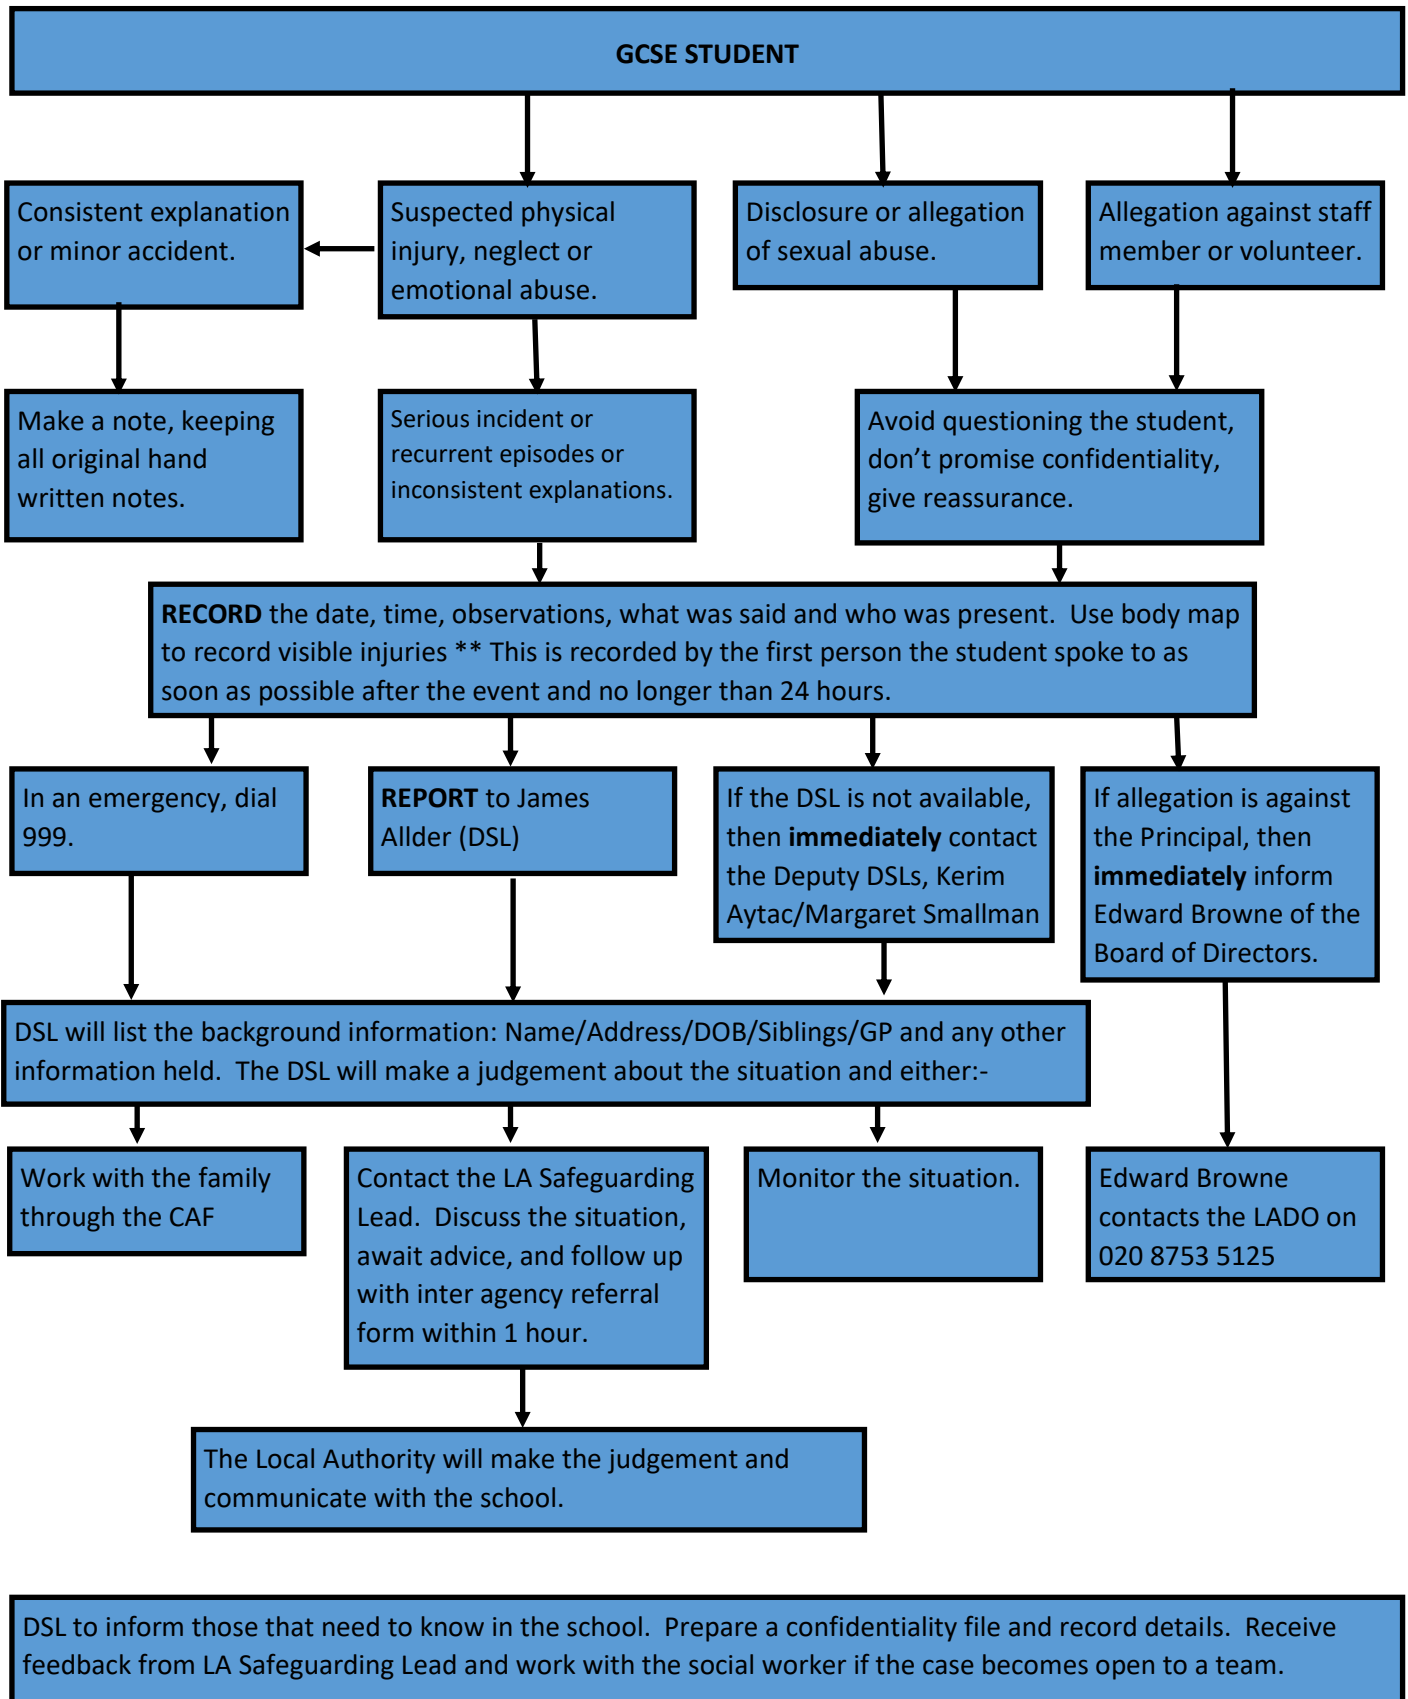 GCSE STUDENT
Consistent explanation
or minor accident.
Suspected physical
injury, neglect or
emotional abuse.
Disclosure or allegation
of sexual abuse.
Allegation against staff
member or volunteer.
Make a note, keeping
all original hand
written notes.
Serious incident or
recurrent episodes or
inconsistent explanations.
Avoid questioning the student,
don’t promise confidentiality,
give reassurance.
RECORD the date, time, observations, what was said and who was present.  Use body map
to record visible injuries ** This is recorded by the first person the student spoke to as
soon as possible after the event and no longer than 24 hours.
In an emergency, dial
999.
REPORT to James
Allder (DSL)
If the DSL is not available,
then immediately contact
the Deputy DSLs, Kerim
Aytac/Margaret Smallman
If allegation is against
the Principal, then
immediately inform
Edward Browne of the
Board of Directors.
DSL will list the background information: Name/Address/DOB/Siblings/GP and any other
information held.  The DSL will make a judgement about the situation and either:-
Work with the family
through the CAF
Contact the LA Safeguarding
Lead.  Discuss the situation,
await advice, and follow up
with inter agency referral
form within 1 hour.
Monitor the situation.
Edward Browne
contacts the LADO on
020 8753 5125
The Local Authority will make the judgement and
communicate with the school.
DSL to inform those that need to know in the school.  Prepare a confidentiality file and record details.  Receive
feedback from LA Safeguarding Lead and work with the social worker if the case becomes open to a team.